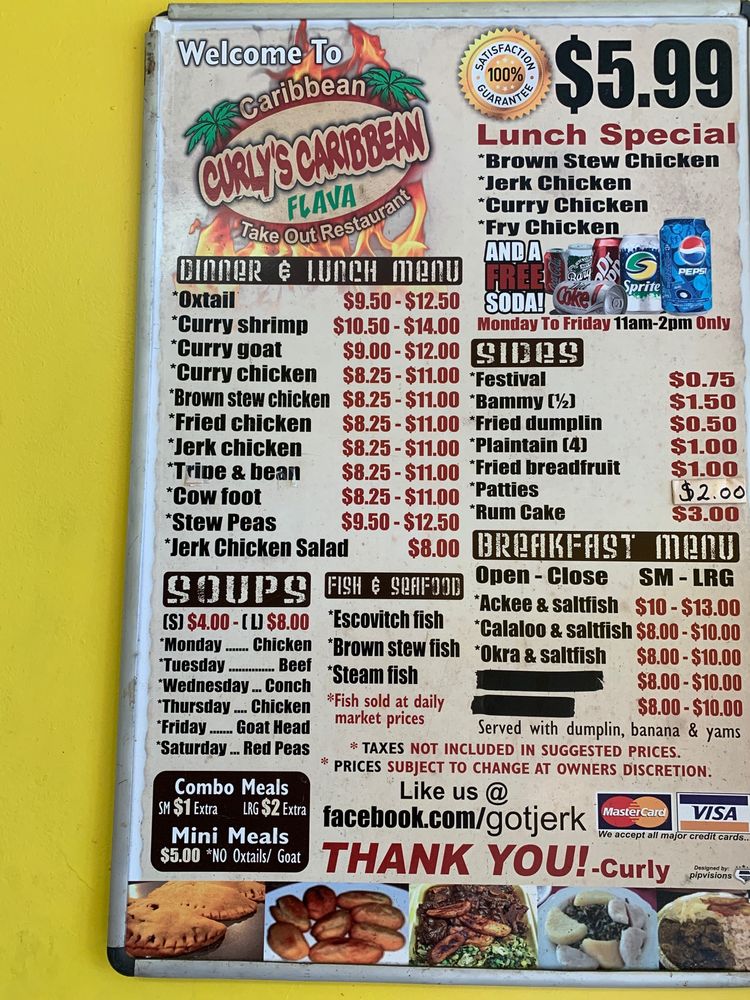 Welcome To
Caribbean
CURLY'S CARIBBEAN
FLAVA
Take Out Restaurant
SATISFACTION
100%
GUARANTEE
$5.99
Lunch Special
*Brown Stew Chicken
*Jerk Chicken
*Curry Chicken
*Fry Chicken
AND A
FREE
SODA!
Coke
Sprite
PEPSI
Monday To Friday 11am-2pm Only
DINNER & LUNCH MENU
*Oxtail $9.50 - $12.50
*Curry shrimp $10.50 - $14.00
*Curry goat $9.00 - $12.00
*Curry chicken $8.25 - $11.00
*Brown stew chicken $8.25 - $11.00
*Fried chicken $8.25 - $11.00
*Jerk chicken $8.25 - $11.00
*Tripe & bean $8.25 - $11.00
*Cow foot $8.25 - $11.00
*Stew Peas $9.50 - $12.50
*Jerk Chicken Salad $8.00
SIDES
*Festival $0.75
*Bammy (½) $1.50
*Fried dumplin $0.50
*Plaintain (4) $1.00
*Fried breadfruit $1.00
*Patties $2.00
*Rum Cake $3.00
SOUPS
(S) $4.00 - ( L) $8.00
*Monday ....... Chicken
*Tuesday ............. Beef
*Wednesday ... Conch
*Thursday .... Chicken
*Friday ....... Goat Head
*Saturday ... Red Peas
FISH & SEAFOOD
*Escovitch fish
*Brown stew fish
*Steam fish
*Fish sold at daily
market prices
BREAKFAST MENU
Open - Close SM - LRG
*Ackee & saltfish $10 - $13.00
*Calaloo & saltfish $8.00 - $10.00
*Okra & saltfish $8.00 - $10.00
$8.00 - $10.00
$8.00 - $10.00
Served with dumplin, banana & yams
* TAXES NOT INCLUDED IN SUGGESTED PRICES.
* PRICES SUBJECT TO CHANGE AT OWNERS DISCRETION.
Combo Meals
SM $1 Extra LRG $2 Extra
Mini Meals
$5.00 *NO Oxtails/ Goat
Like us @
facebook.com/gotjerk
MasterCard
VISA
We accept all major credit cards...
THANK YOU!-Curly
Designed by:
pipvisions